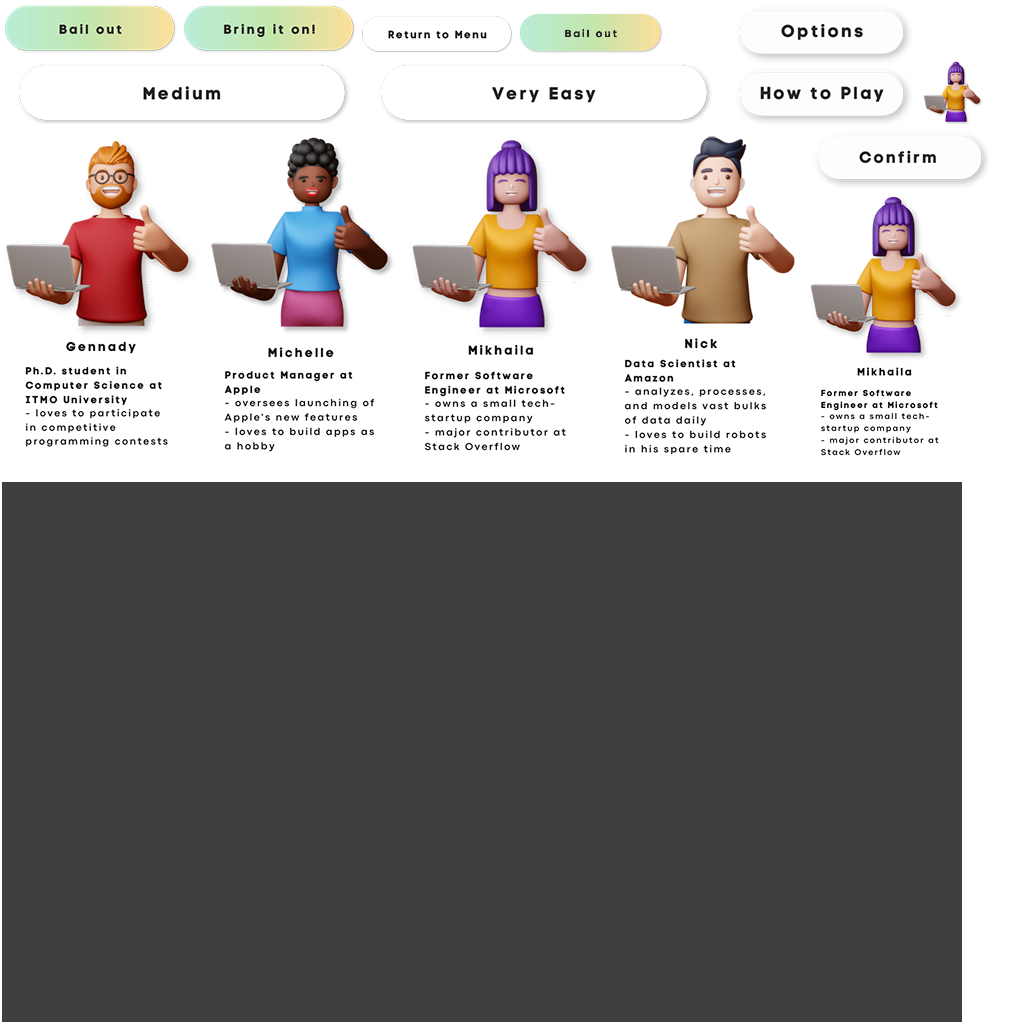 Bail out
Bring it on!
Return to Menu
Bail out
Options
Medium
Very Easy
How to Play
Confirm
Gennady
Ph.D. student in
Computer Science at
ITMO University
- loves to participate
in competitive
programming contests
Michelle
Product Manager at
Apple
- oversees launching of
Apple's new features
- loves to build apps as
a hobby
Mikhaila
Former Software
Engineer at Microsoft
- owns a small tech-
startup company
- major contributor at
Stack Overflow
Nick
Data Scientist at
Amazon
- analyzes, processes,
and models vast bulks
of data daily
- loves to build robots
in his spare time
Mikhaila
Former Software
Engineer at Microsoft
- owns a small tech-
startup company
- major contributor at
Stack Overflow